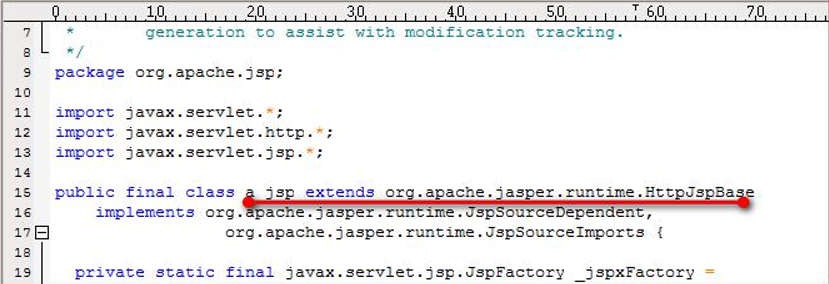 0 10 20 30 40 50 60 70
7 * generation to assist with modification tracking.
8 */
9 package org.apache.jsp;
10
11 import javax.servlet.*;
12 import javax.servlet.http.*;
13 import javax.servlet.jsp.*;
14
15 public final class a_jsp extends org.apache.jasper.runtime.HttpJspBase
16 implements org.apache.jasper.runtime.JspSourceDependent,
17 org.apache.jasper.runtime.JspSourceImports {
18
19 private static final javax.servlet.jsp.JspFactory _jspxFactory =